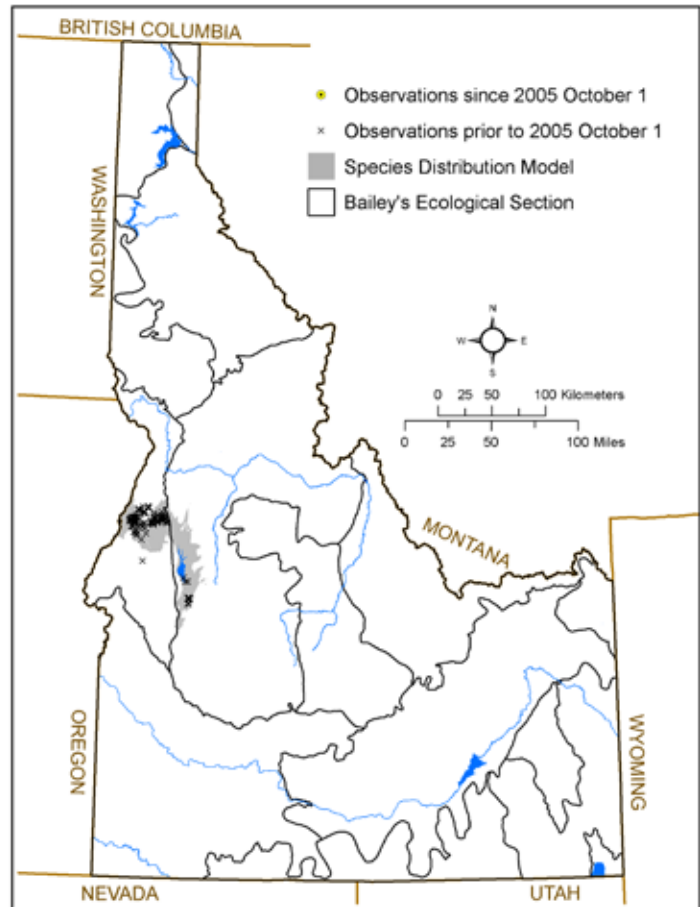 BRITISH COLUMBIA
Observations since 2005 October 1
Observations prior to 2005 October 1
Species Distribution Model
Bailey's Ecological Section
WASHINGTON
N
W E
S
0 25 50 100 Kilometers
0 25 50 100 Miles
MONTANA
OREGON
WYOMING
NEVADA UTAH